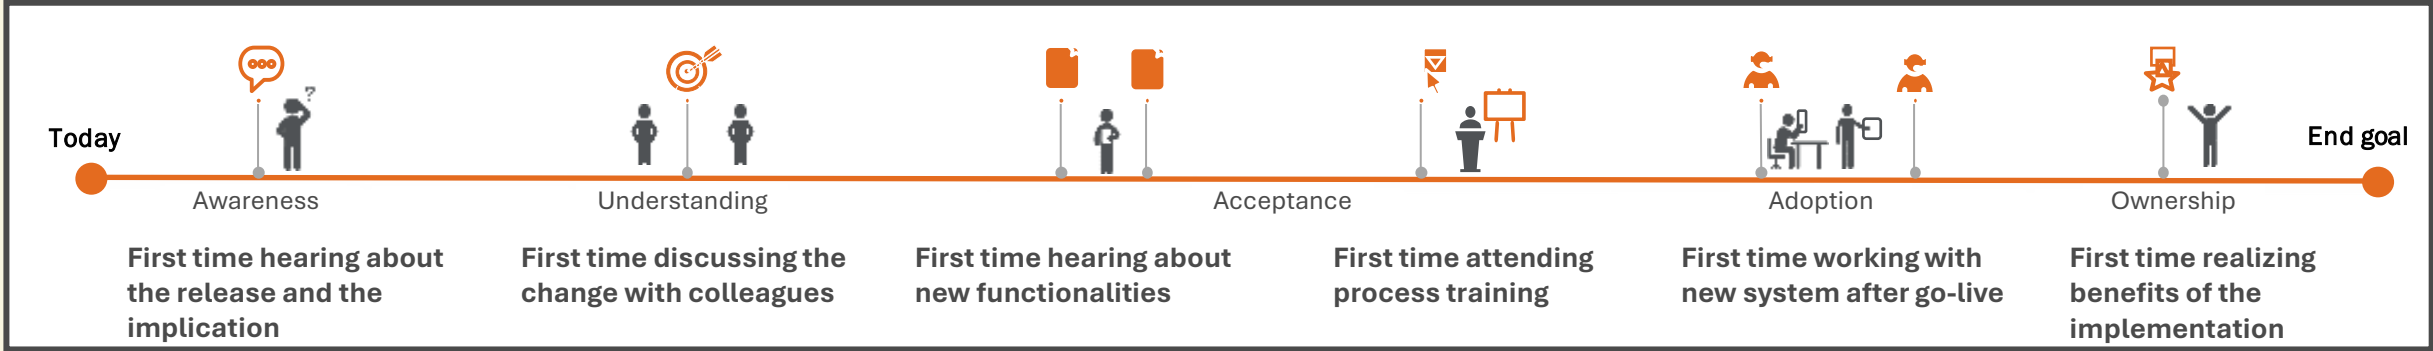 Today
?
End goal
Awareness
Understanding
Acceptance
Adoption
Ownership
First time hearing about
the release and the
implication
First time discussing the
change with colleagues
First time hearing about
new functionalities
First time attending
process training
First time working with
new system after go-live
First time realizing
benefits of the
implementation